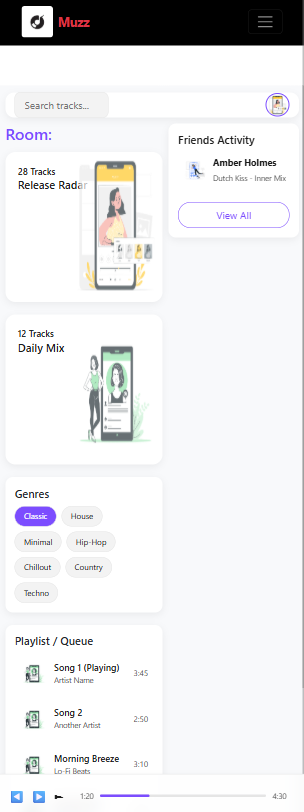 Muzz
Search tracks...
Room:
28 Tracks
Release Radar
12 Tracks
Daily Mix
Genres
Classic
House
Minimal
Hip-Hop
Chillout
Country
Techno
Playlist / Queue
Song 1 (Playing)
Artist Name
3:45
Song 2
Another Artist
2:50
Morning Breeze
Lo-Fi Beats
3:10
Friends Activity
Amber Holmes
Dutch Kiss - Inner Mix
View All
1:20
4:30